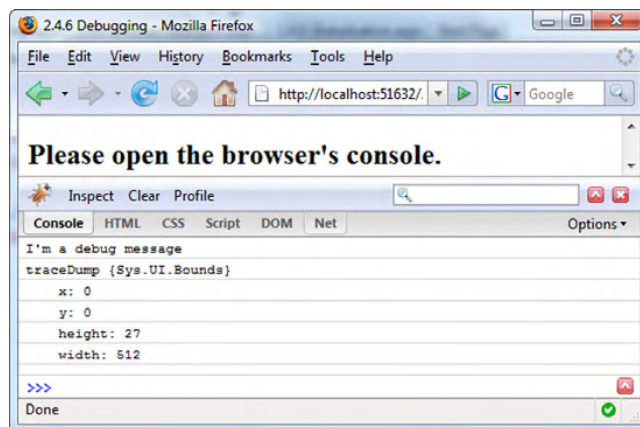 2.4.6 Debugging - Mozilla Firefox
File Edit View History Bookmarks Tools Help
http://localhost:51632/. G Google
Please open the browser's console.
Inspect Clear Profile
Console HTML CSS Script DOM Net Options
I'm a debug message
traceDump {Sys.UI.Bounds}
x: 0
y: 0
height: 27
width: 512
>>>
Done